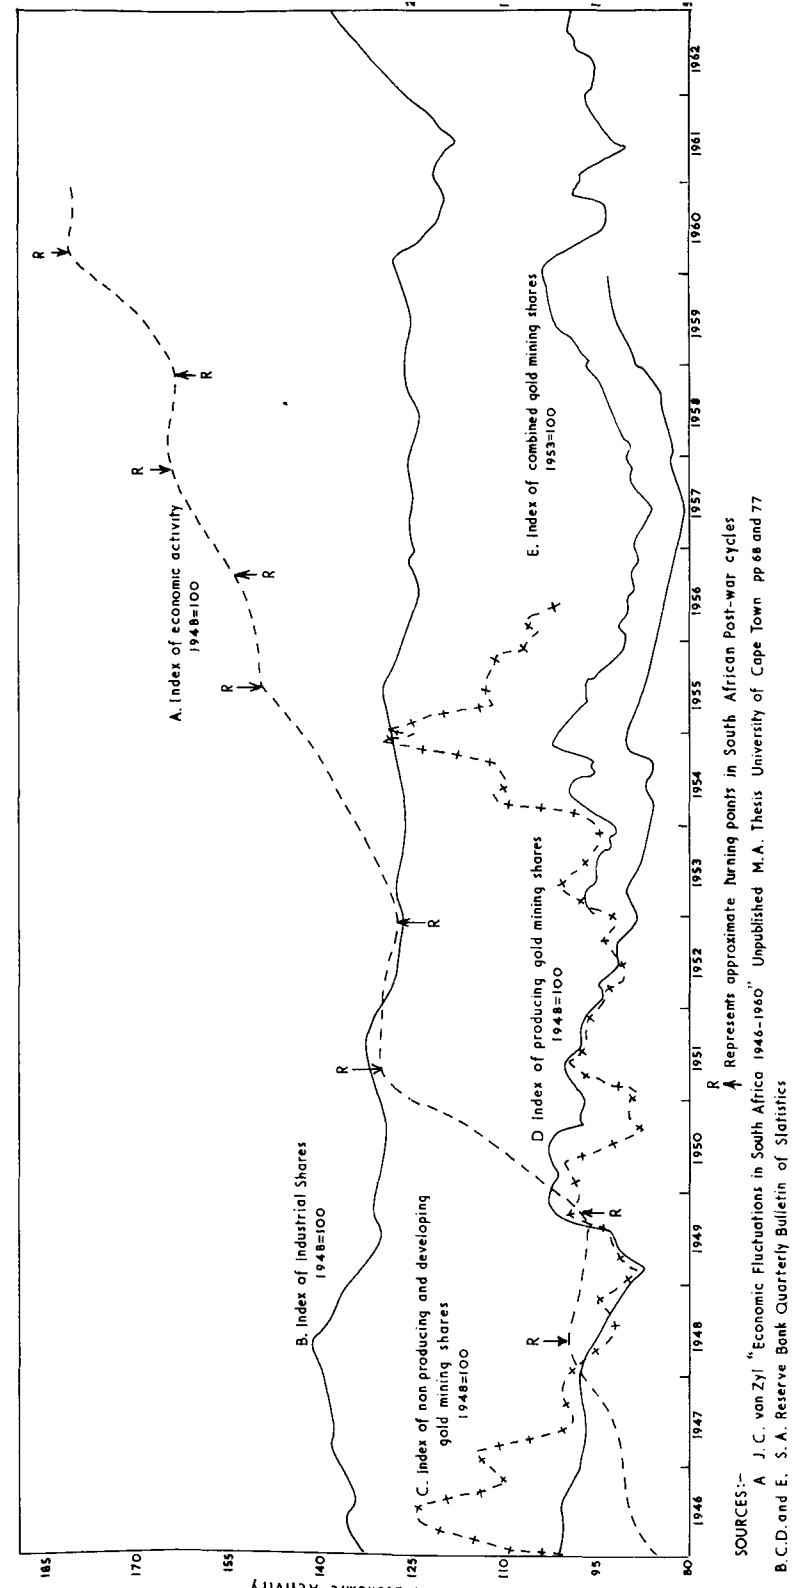 185
170
155
140
125
110
95
80
1946
1947
1948
1949
1950
1951
1952
1953
1954
1955
1956
1957
1958
1959
1960
1961
1962
A. Index of economic activity
1948=100
B. Index of Industrial Shares
1948=100
C. Index of non producing and developing
gold mining shares
1948=100
D Index of producing gold mining shares
1948=100
E. Index of combined gold mining shares
1953=100
R
R
R
R
R
R
R
R
R
R Represents approximate turning points in South African Post-war cycles
SOURCES:-
A J. C. van Zyl "Economic Fluctuations in South Africa 1946-1960" Unpublished M.A. Thesis University of Cape Town pp 68 and 77
B.C.D. and E. S.A. Reserve Bank Quarterly Bulletin of Statistics